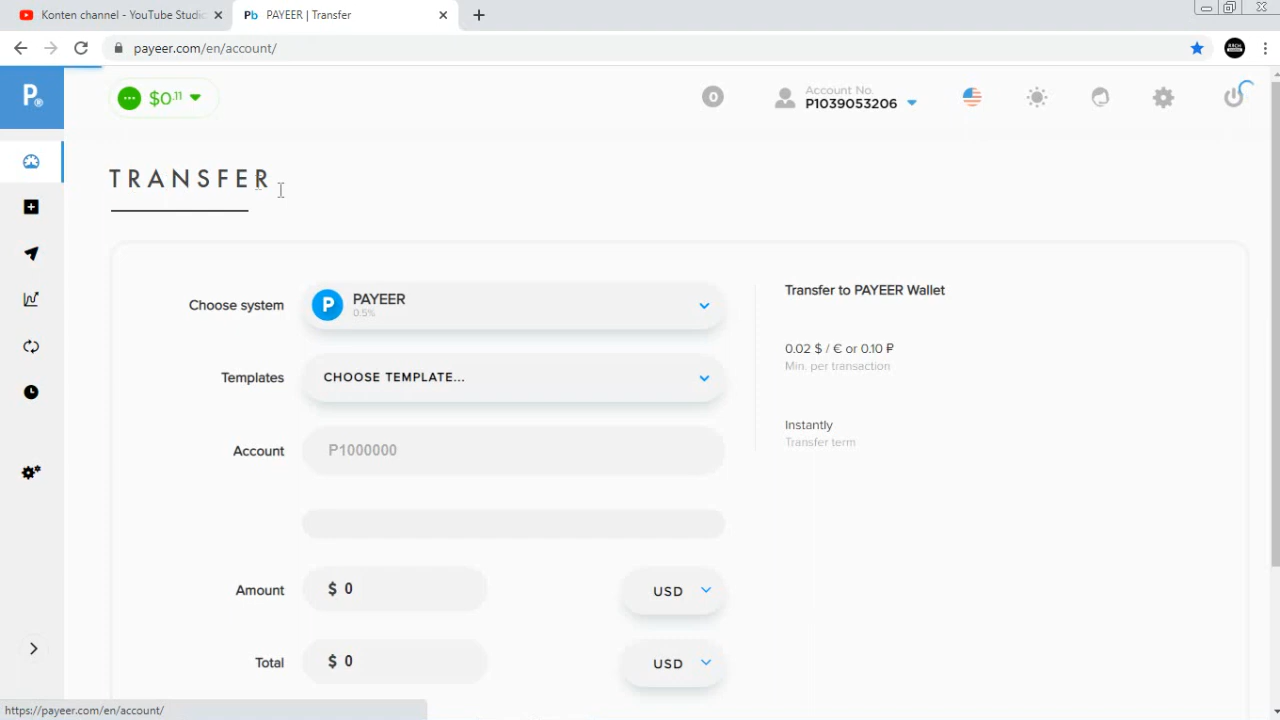 Konten channel - YouTube Studio
Pb PAYEER | Transfer
payeer.com/en/account/
P®
$0.11
0
Account No.
P1039053206
TRANSFER
Choose system
P
PAYEER
0.5%
Templates
CHOOSE TEMPLATE...
Account
P1000000
Amount
$ 0
USD
Total
$ 0
USD
Transfer to PAYEER Wallet
0.02 $ / € or 0.10 ₽
Min. per transaction
Instantly
Transfer term
https://payeer.com/en/account/